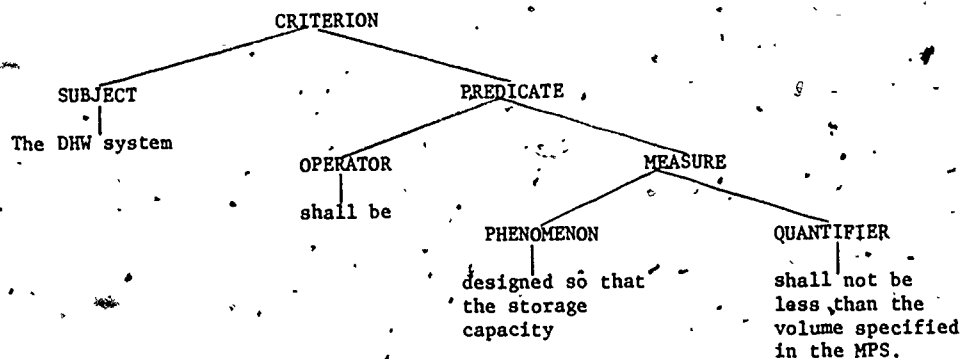 CRITERION
SUBJECT
PREDICATE
The DHW system
OPERATOR
MEASURE
shall be
PHENOMENON
QUANTIFIER
designed so that
the storage
capacity
shall not be
less than the
volume specified
in the MPS.